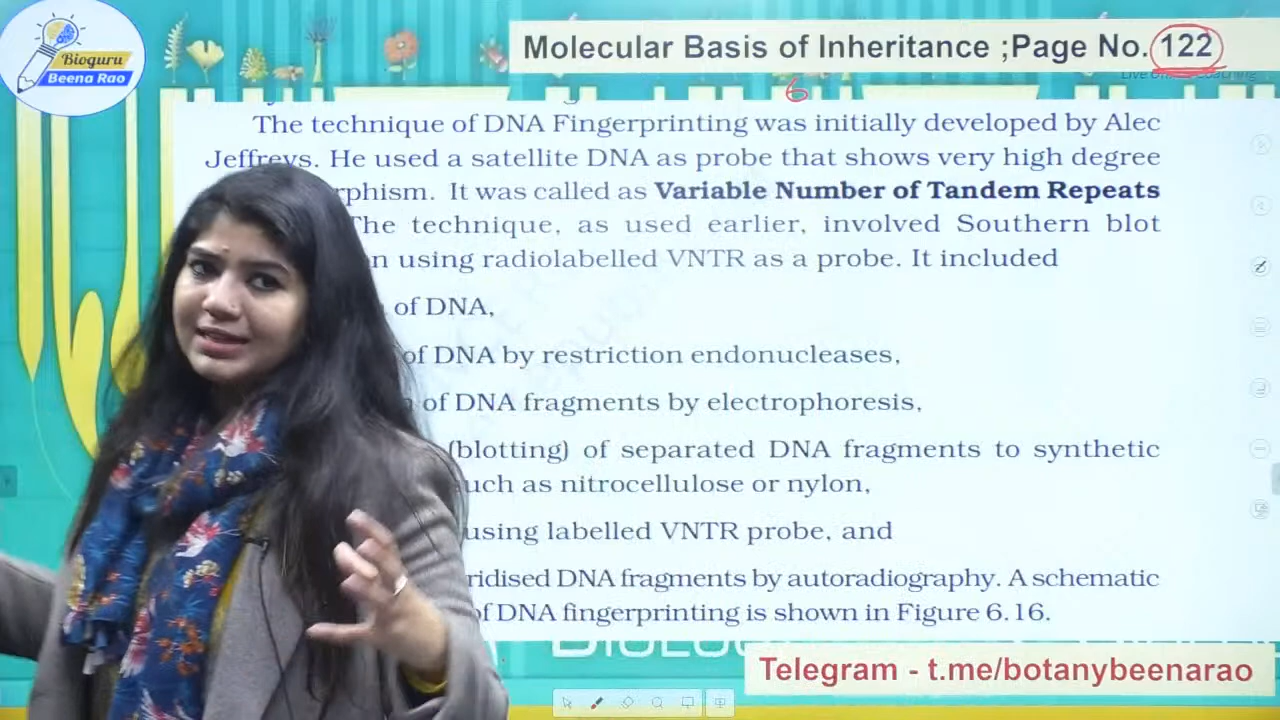 Bioguru
Beena Rao
Molecular Basis of Inheritance ;Page No. 122
6
The technique of DNA Fingerprinting was initially developed by Alec
Jeffreys. He used a satellite DNA as probe that shows very high degree
rphism. It was called as Variable Number of Tandem Repeats
The technique, as used earlier, involved Southern blot
n using radiolabelled VNTR as a probe. It included
of DNA,
of DNA by restriction endonucleases,
of DNA fragments by electrophoresis,
(blotting) of separated DNA fragments to synthetic
uch as nitrocellulose or nylon,
using labelled VNTR probe, and
ridised DNA fragments by autoradiography. A schematic
of DNA fingerprinting is shown in Figure 6.16.
Telegram - t.me/botanybeenarao